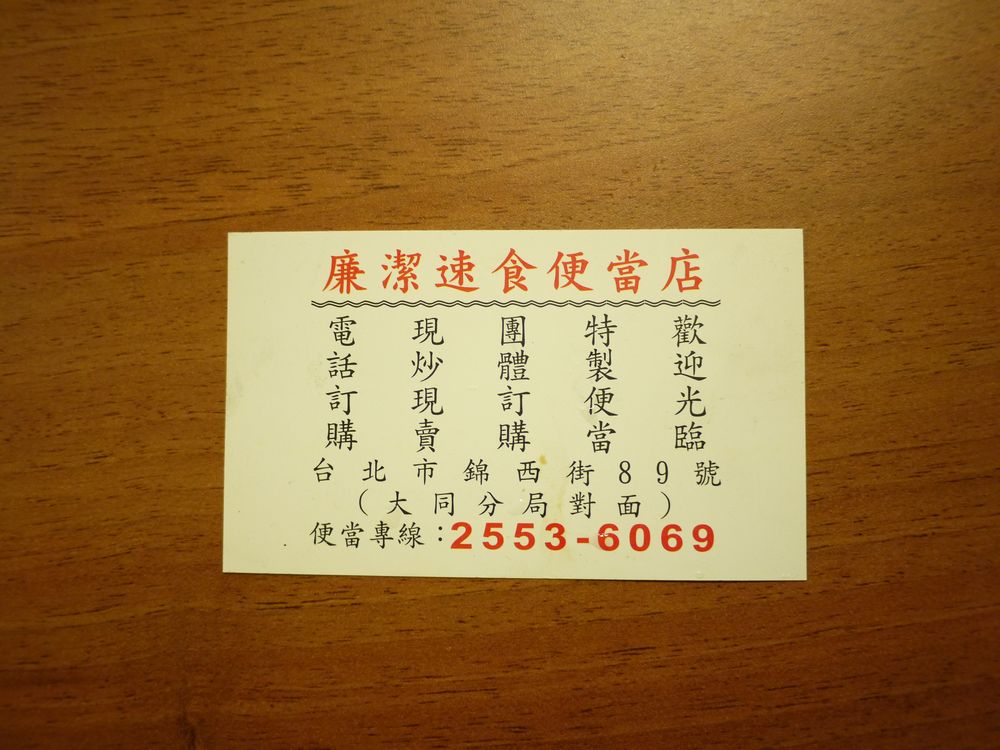 廉潔速食便當店
歡迎光臨
特製便當
團體訂購
現炒現賣
電話訂購
台北市錦西街89號
(大同分局對面)
便當專線:2553-6069